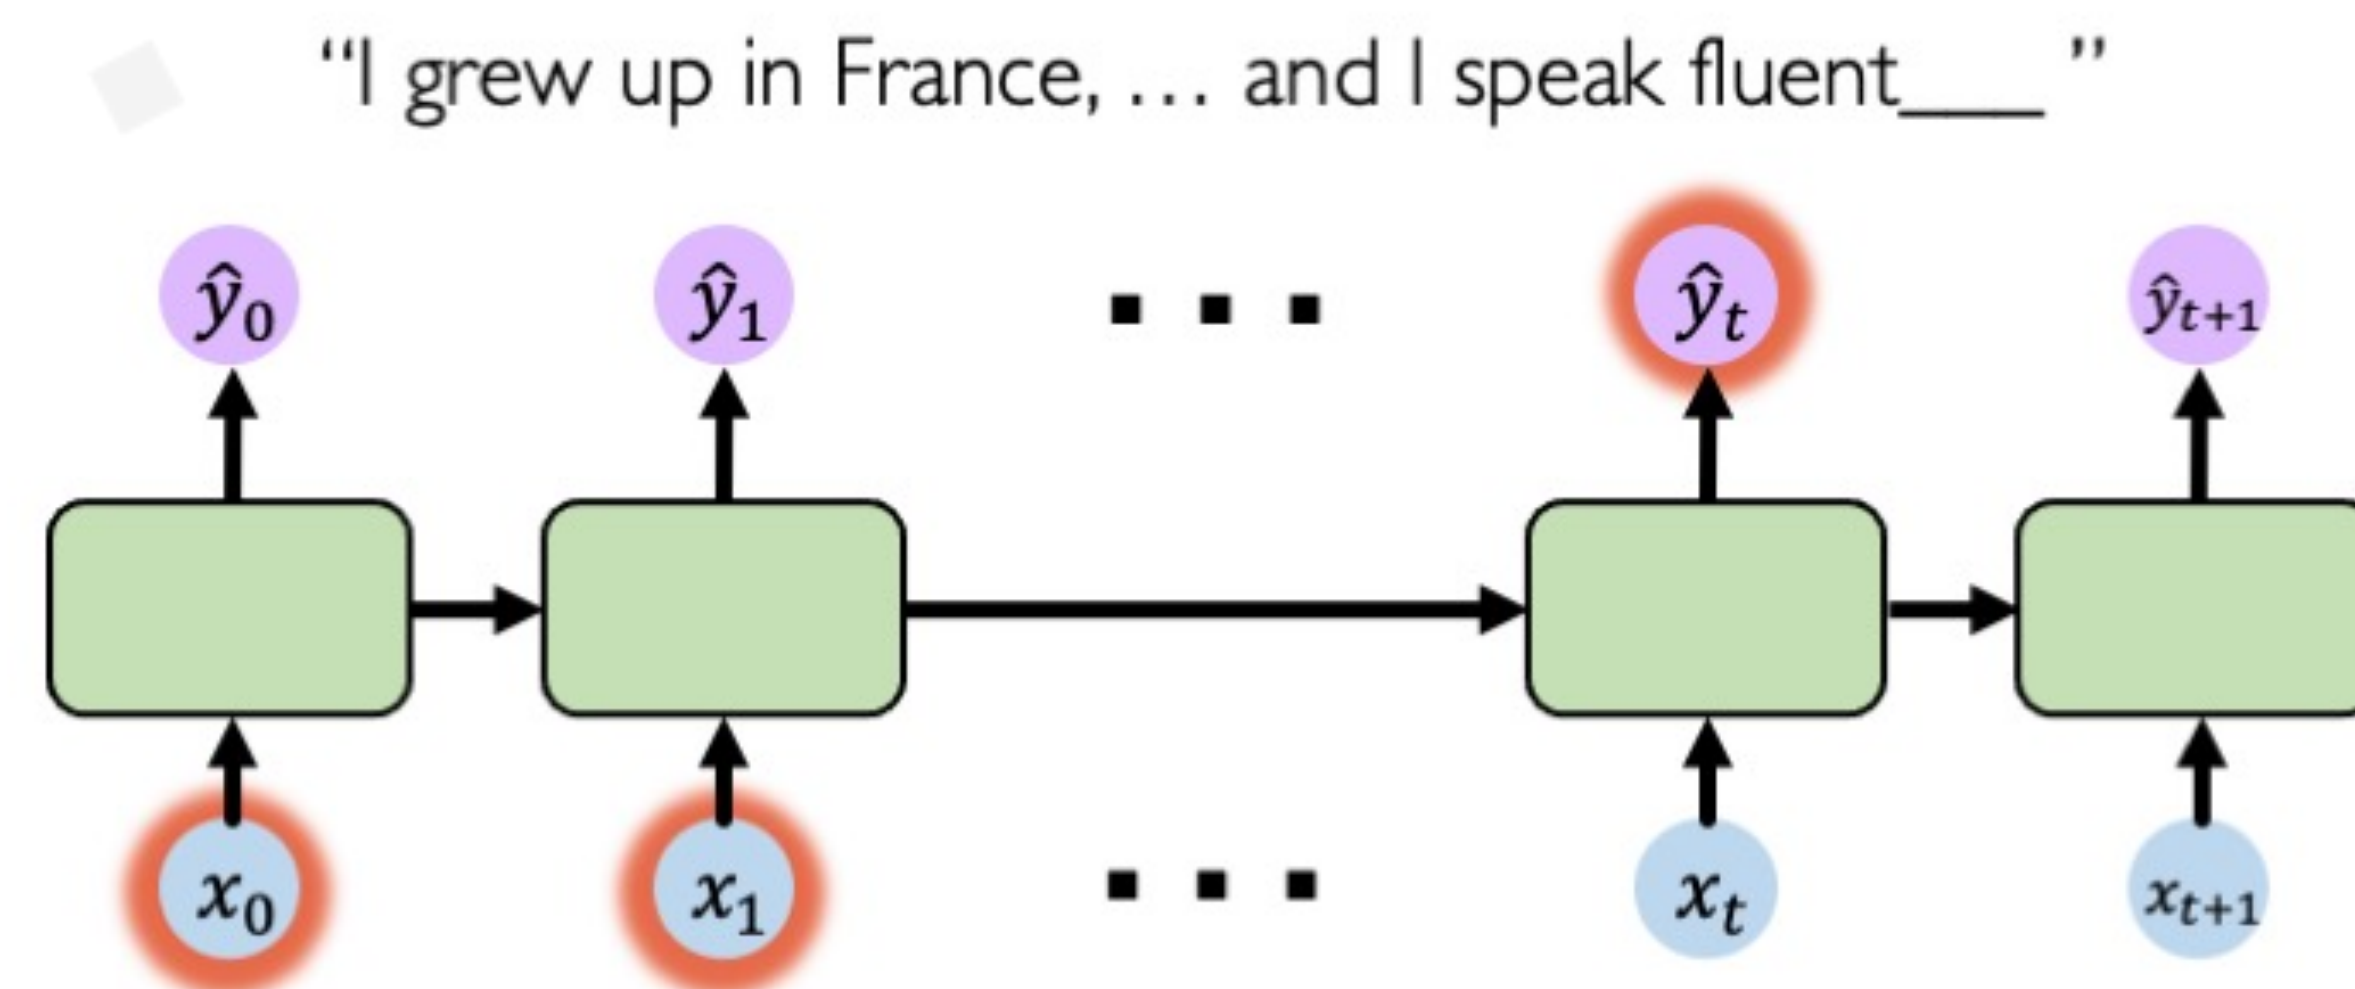 “I grew up in France, … and I speak fluent___ ”
ŷ₀ ŷ₁ ... ŷₜ ŷₜ₊₁
x₀ x₁ ... xₜ xₜ₊₁